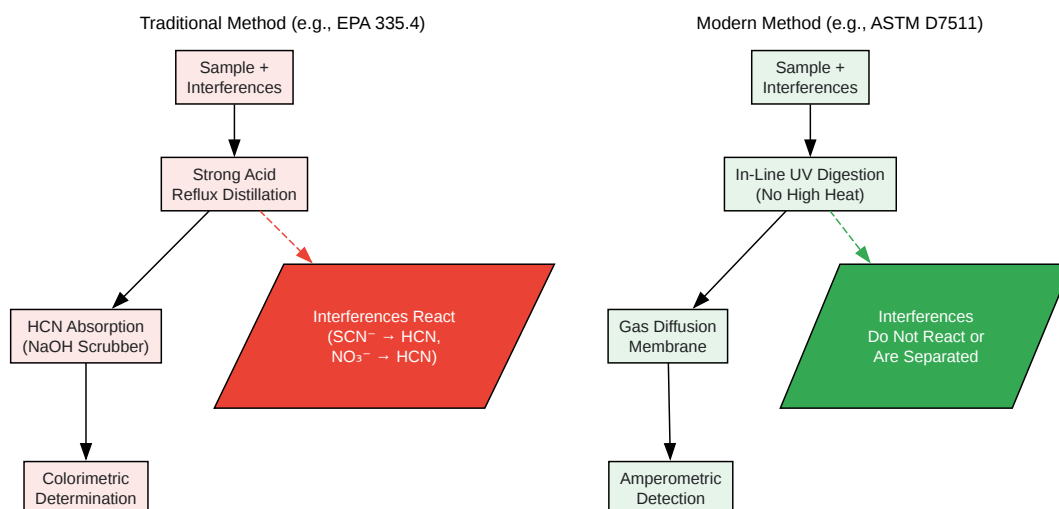 Traditional Method (e.g., EPA 335.4)
Sample +
Interferences
Strong Acid
Reflux Distillation
HCN Absorption
(NaOH Scrubber)
Interferences React
(SCN⁻ → HCN,
NO₃⁻ → HCN)
Colorimetric
Determination
Modern Method (e.g., ASTM D7511)
Sample +
Interferences
In-Line UV Digestion
(No High Heat)
Gas Diffusion
Membrane
Interferences
Do Not React or
Are Separated
Amperometric
Detection